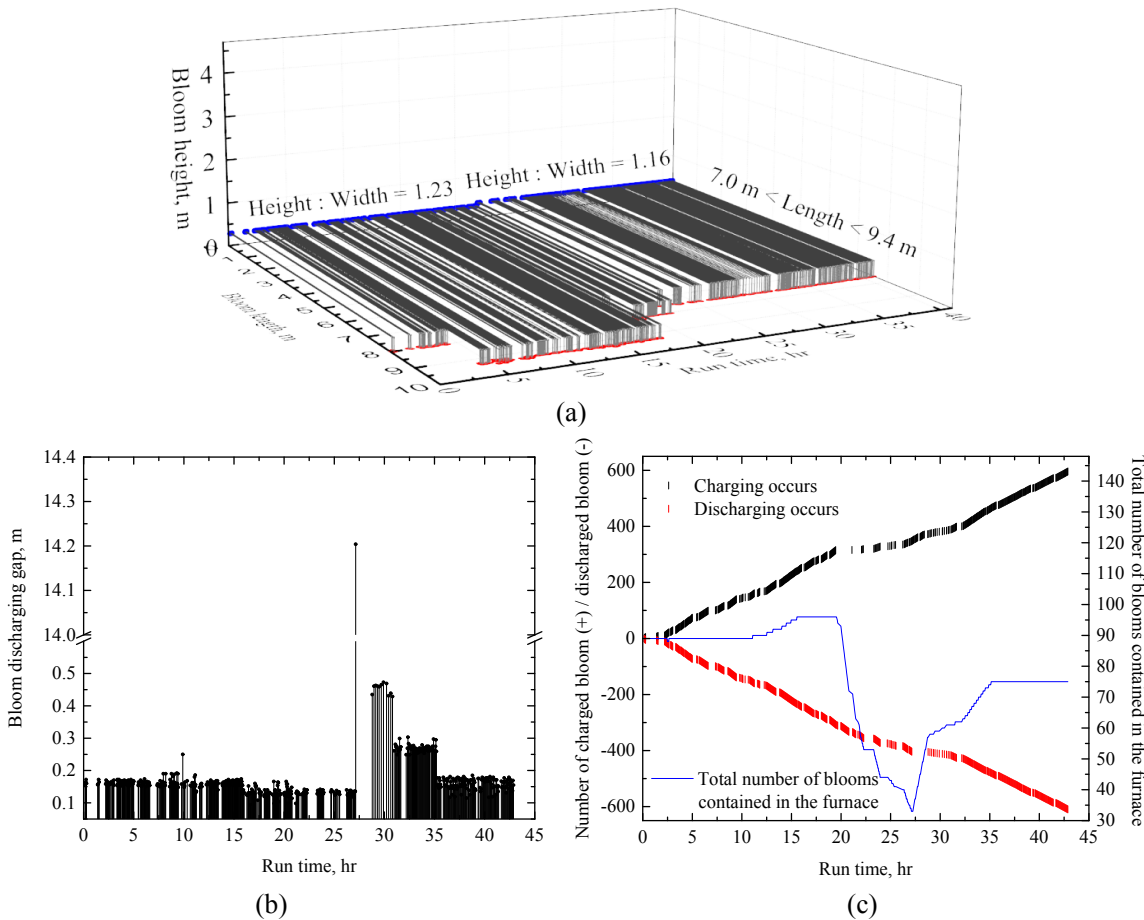 Bloom height, m
4
3
2
1
0
Height : Width = 1.23
Height : Width = 1.16
7.0 m < Length < 9.4 m
1
2
3
4
6
7
8
9
10
Bloom length, m
0
5
10
15
20
25
30
35
40
Run time, hr
(a)
Bloom discharging gap, m
14.4
14.3
14.2
14.1
14.0
0.5
0.4
0.3
0.2
0.1
0 5 10 15 20 25 30 35 40 45
Run time, hr
(b)
Number of charged bloom (+) / discharged bloom (-)
600
400
200
0
-200
-400
-600
Charging occurs
Discharging occurs
Total number of blooms
contained in the furnace
Total number of blooms contained in the furnace
140
130
120
110
100
90
80
70
60
50
40
30
0 5 10 15 20 25 30 35 40 45
Run time, hr
(c)